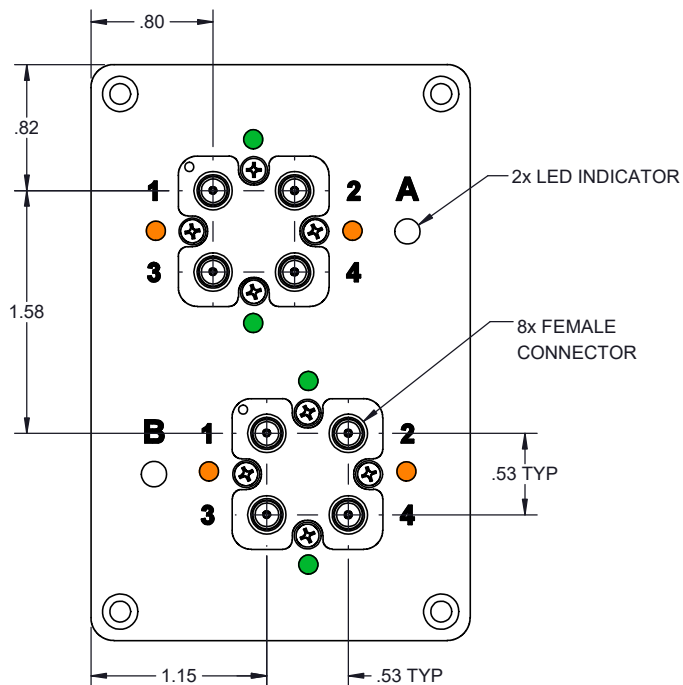 .80
.82
1
2
A
2x LED INDICATOR
3
4
1.58
8x FEMALE
CONNECTOR
B
1
2
.53 TYP
3
4
1.15
.53 TYP